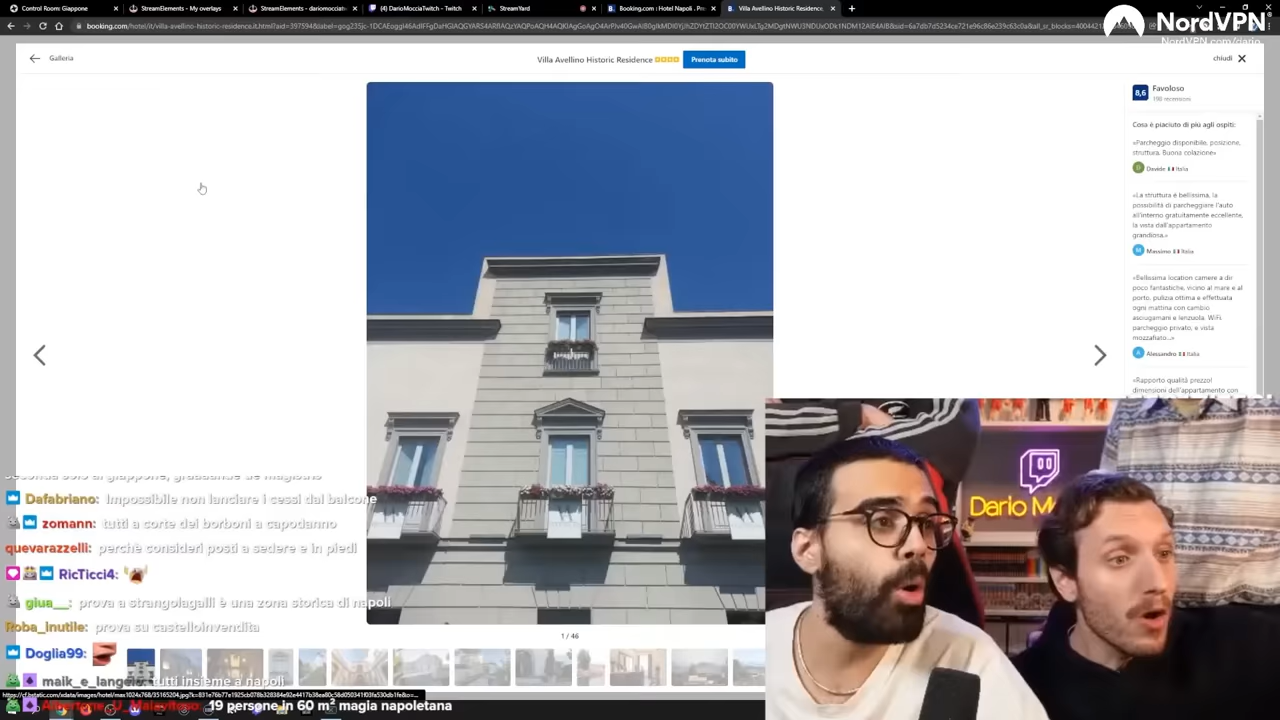 Control Room: Giappone
StreamElements - My overlays
StreamElements - dariomocciatwitch
(DarioMocciaTwitch - Twitch
StreamYard
Booking.com : Hotel Napoli . Pr
Villa Avellino Historic Residence,
NordVPN
NordVPN.com/dario
Galleria
Villa Avellino Historic Residence
Prenota subito
chiudi
8,6
Favoloso
198 recensioni
Cosa è piaciuto di più agli ospiti:
«Parcheggio disponibile, posizione,
struttura. Buona colazione»
Davide Italia
«La struttura è bellissima, la
possibilità di parcheggiare l'auto
all'interno gratuitamente eccellente,
la vista dall'appartamento
grandiosa.»
Massimo Italia
«Bellissima location camere a dir
poco fantastiche, vicino al mare e al
porto, pulizia ottima e effettuata
ogni mattina con cambio
asciugamani e lenzuola. WiFi
parcheggio privato, e vista
mozzafiato...»
Alessandro Italia
«Rapporto qualità prezzo!
dimensioni dell'appartamento con
Dafabriano: Impossibile non lanciare i cessi dal balcone
zomann: tutti a corte dei borboni a capodanno
quevarazzelli: perchè consideri posti a sedere e in piedi
RicTicci4:
giua__: prova a strangolagalli è una zona storica di napoli
Roba_inutile: prova su castelloinvendita
Doglia99:
maik_e_langelo: tutti insieme a napoli
19 persone in 60 m² magia napoletana
1 / 46
Dario M